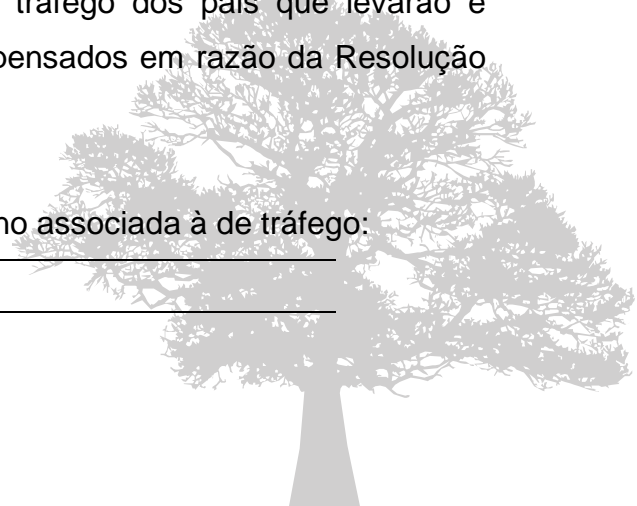 tráfego dos pais que levarão e
pensados em razão da Resolução
no associada à de tráfego: